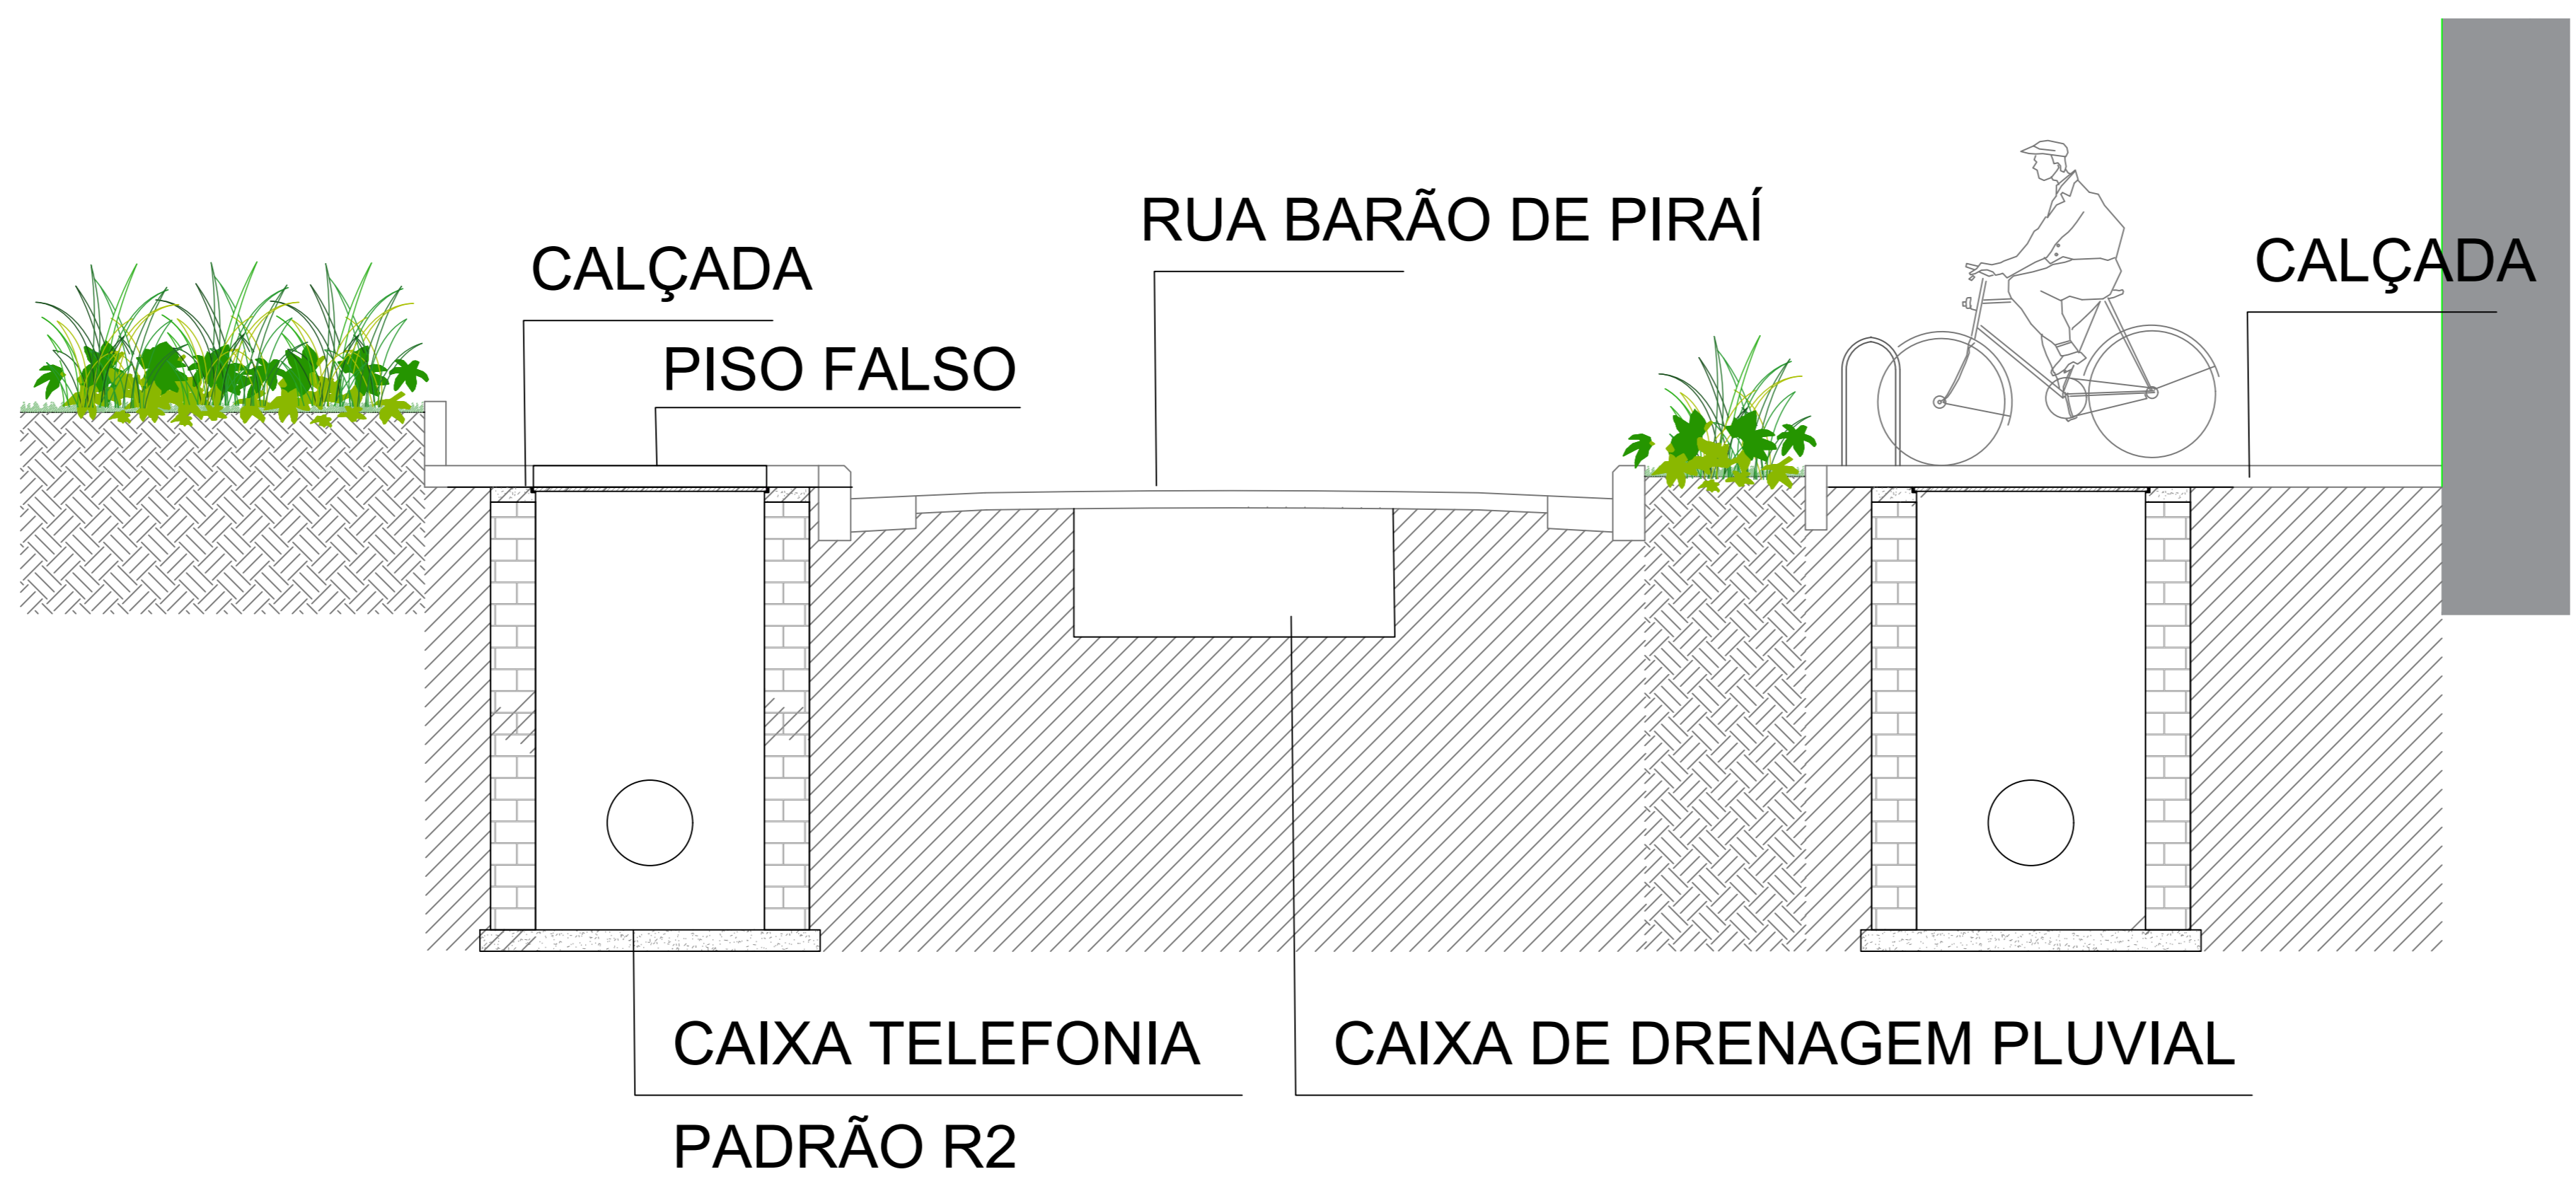 RUA BARÃO DE PIRAÍ
CALÇADA
CALÇADA
PISO FALSO
CAIXA TELEFONIA
PADRÃO R2
CAIXA DE DRENAGEM PLUVIAL